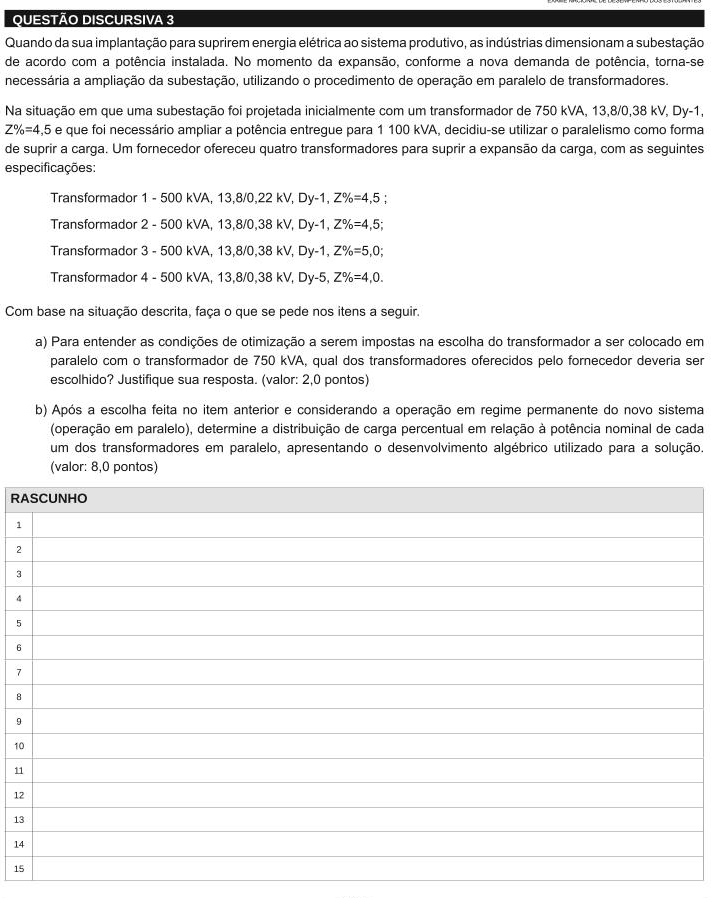 EXAME NACIONAL DE DESEMPENHO DOS ESTUDANTES
QUESTÃO DISCURSIVA 3
Quando da sua implantação para suprirem energia elétrica ao sistema produtivo, as indústrias dimensionam a subestação
de acordo com a potência instalada. No momento da expansão, conforme a nova demanda de potência, torna-se
necessária a ampliação da subestação, utilizando o procedimento de operação em paralelo de transformadores.
Na situação em que uma subestação foi projetada inicialmente com um transformador de 750 kVA, 13,8/0,38 kV, Dy-1,
Z%=4,5 e que foi necessário ampliar a potência entregue para 1 100 kVA, decidiu-se utilizar o paralelismo como forma
de suprir a carga. Um fornecedor ofereceu quatro transformadores para suprir a expansão da carga, com as seguintes
especificações:
Transformador 1 - 500 kVA, 13,8/0,22 kV, Dy-1, Z%=4,5 ;
Transformador 2 - 500 kVA, 13,8/0,38 kV, Dy-1, Z%=4,5;
Transformador 3 - 500 kVA, 13,8/0,38 kV, Dy-1, Z%=5,0;
Transformador 4 - 500 kVA, 13,8/0,38 kV, Dy-5, Z%=4,0.
Com base na situação descrita, faça o que se pede nos itens a seguir.
a) Para entender as condições de otimização a serem impostas na escolha do transformador a ser colocado em
paralelo com o transformador de 750 kVA, qual dos transformadores oferecidos pelo fornecedor deveria ser
escolhido? Justifique sua resposta. (valor: 2,0 pontos)
b) Após a escolha feita no item anterior e considerando a operação em regime permanente do novo sistema
(operação em paralelo), determine a distribuição de carga percentual em relação à potência nominal de cada
um dos transformadores em paralelo, apresentando o desenvolvimento algébrico utilizado para a solução.
(valor: 8,0 pontos)
RASCUNHO
1
2
3
4
5
6
7
8
9
10
11
12
13
14
15